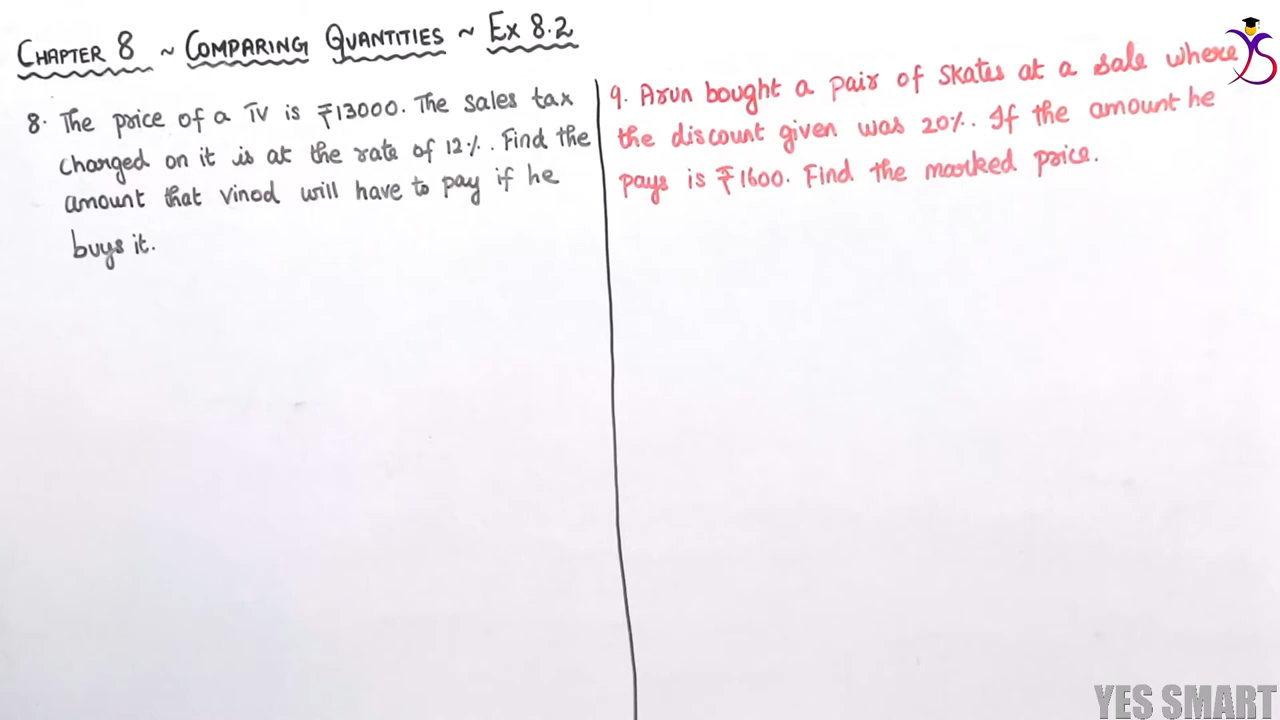 CHAPTER 8 ~ COMPARING QUANTITIES ~ Ex 8.2
8. The price of a TV is ₹13000. The sales tax
charged on it is at the rate of 12%. Find the
amount that Vinod will have to pay if he
buys it.
9. Arun bought a pair of skates at a sale where
the discount given was 20%. If the amount he
pays is ₹1600. Find the marked price.
YS
YES SMART